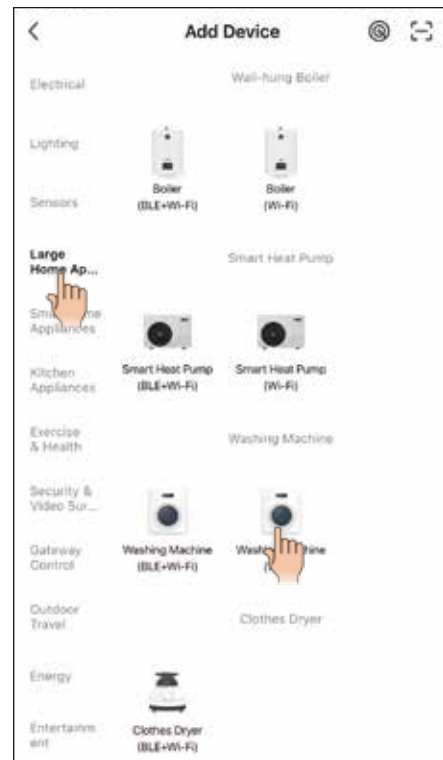 Add Device
Electrical
Lighting
Sensors
Large
Home Ap...
Appliances
Kitchen
Appliances
Exercise
& Health
Security &
Video Sur...
Gateway
Control
Outdoor
Travel
Energy
Entertainm
ent
Wall-hung Boiler
Boiler
(BLE+Wi-Fi)
Boiler
(Wi-Fi)
Smart Heat Pump
Smart Heat Pump
(BLE+Wi-Fi)
Smart Heat Pump
(Wi-Fi)
Washing Machine
Washing Machine
(BLE+Wi-Fi)
Clothes Dryer
Clothes Dryer
(BLE+Wi-Fi)